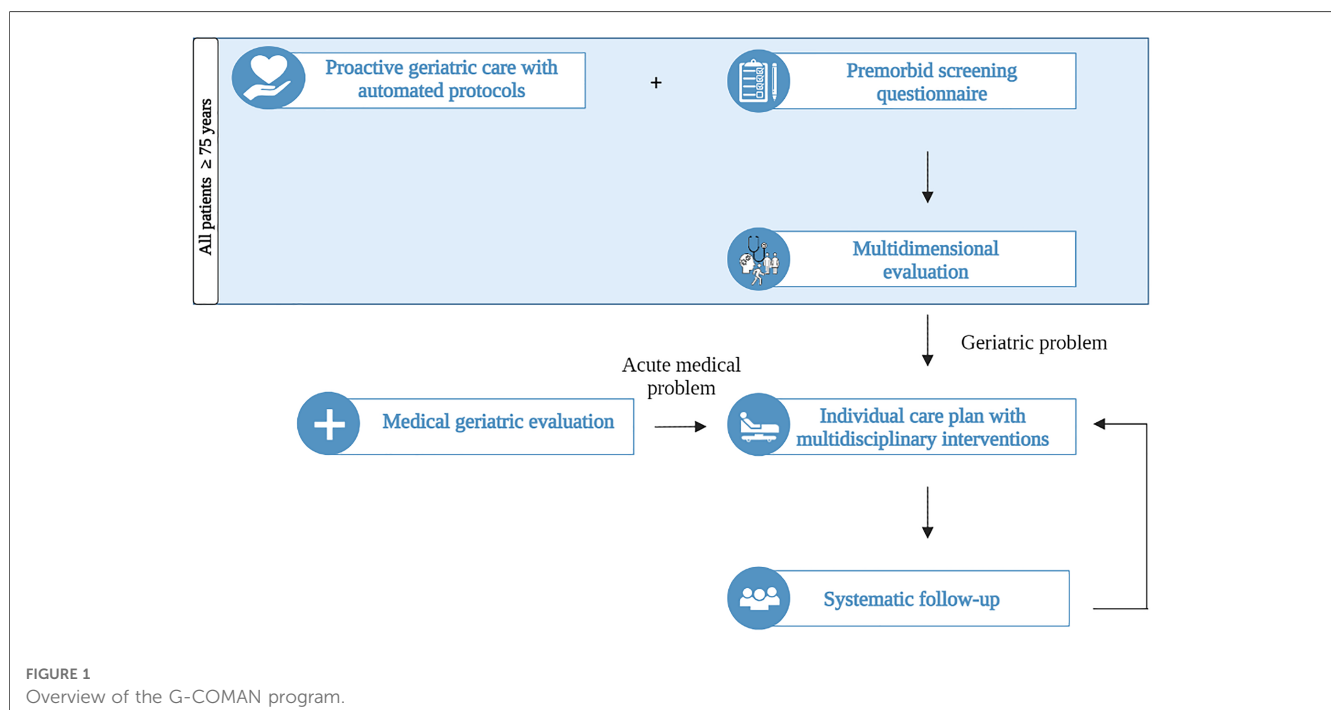 All patients ≥ 75 years
Proactive geriatric care with
automated protocols
+
Premorbid screening
questionnaire
Multidimensional
evaluation
Geriatric problem
Acute medical
problem
Medical geriatric evaluation
Individual care plan with
multidisciplinary interventions
Systematic follow-up
FIGURE 1
Overview of the G-COMAN program.